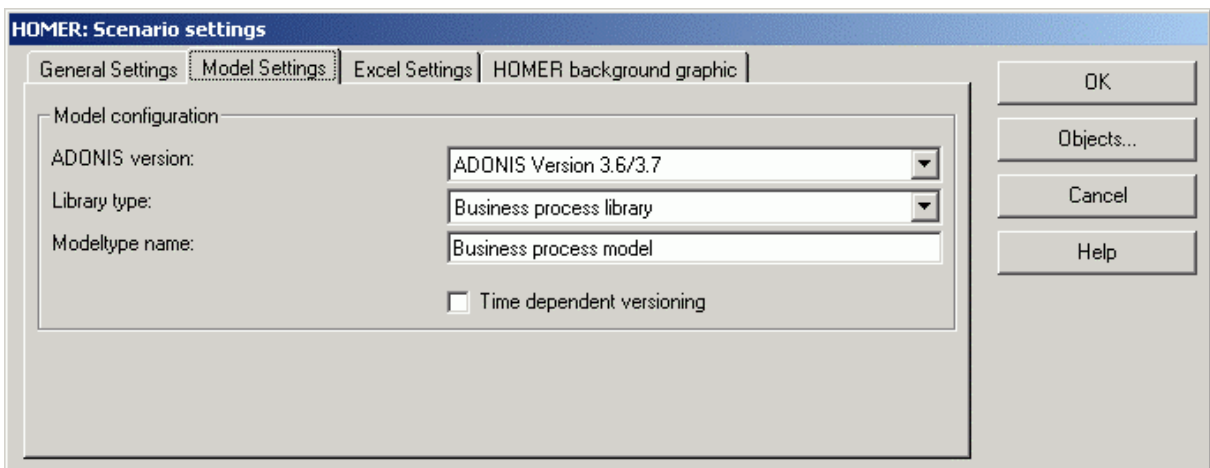 HOMER: Scenario settings
General Settings Model Settings Excel Settings HOMER background graphic
OK
Model configuration
Objects...
ADONIS version: ADONIS Version 3.6/3.7
Cancel
Library type: Business process library
Modeltype name: Business process model
Help
Time dependent versioning